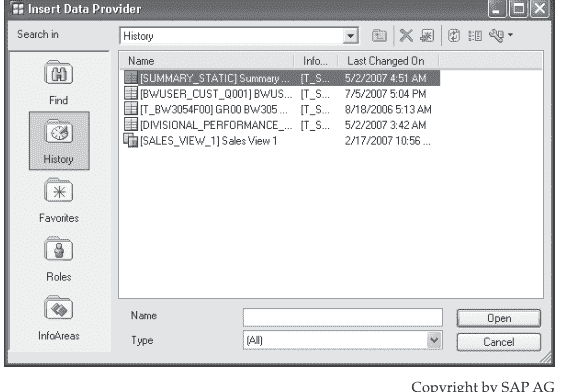 Insert Data Provider
Search in History
Name Info... Last Changed On
[SUMMARY_STATIC] Summary ... [T_S... 5/2/2007 4:51 AM
[BWUSER_CUST_Q001] BWUS... [T_S... 7/5/2007 5:04 PM
[T_BW3054F00] GR00 BW305 ... [T_S... 8/18/2006 5:13 AM
[DIVISIONAL_PERFORMANCE_... [T_S... 5/2/2007 3:42 AM
[SALES_VIEW_1] Sales View 1 2/17/2007 10:56 ...
Find
History
Favorites
Roles
InfoAreas
Name Open
Type (All) Cancel
Copyright by SAP AG